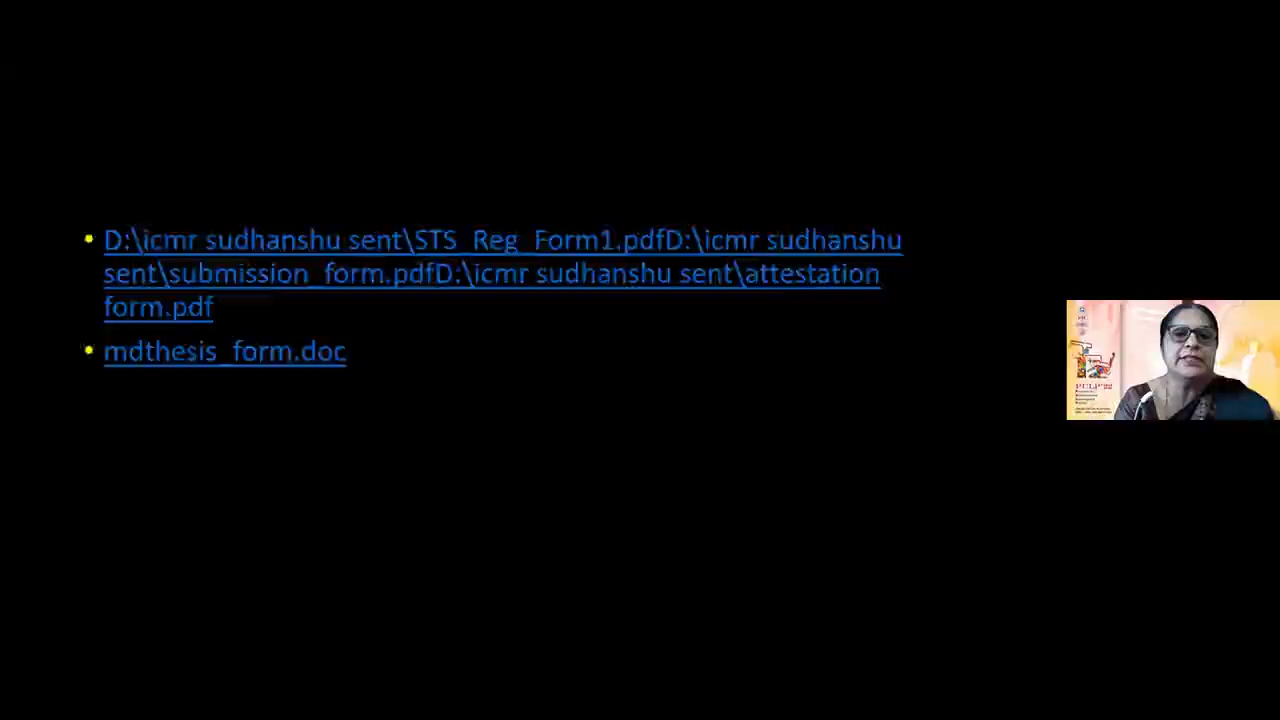 • D:\icmr sudhanshu sent\STS_Reg_Form1.pdfD:\icmr sudhanshu
sent\submission_form.pdfD:\icmr sudhanshu sent\attestation
form.pdf
• mdthesis_form.doc